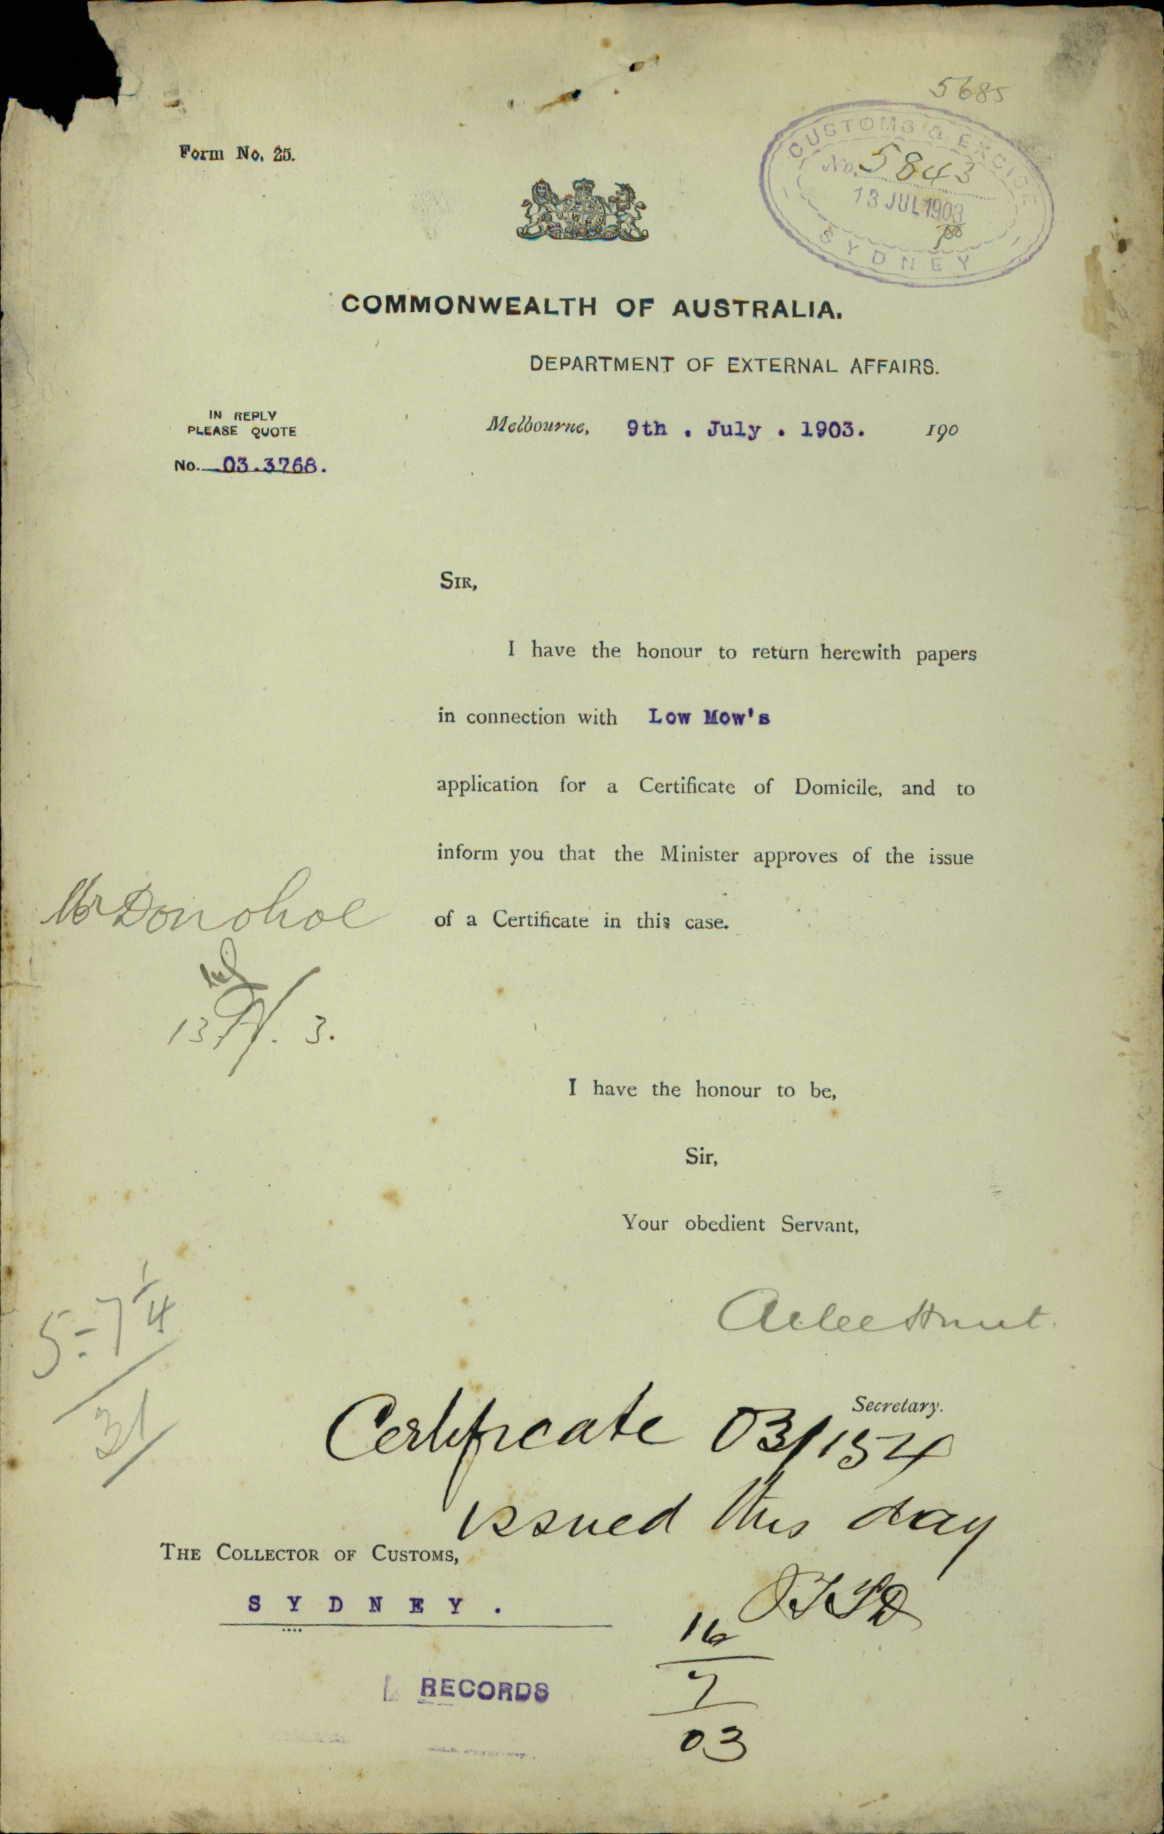 5685
CUSTOMS & EXCISE
No. 5843
13 JUL 1903
SYDNEY
Form No. 25.
COMMONWEALTH OF AUSTRALIA.
DEPARTMENT OF EXTERNAL AFFAIRS.
IN REPLY
PLEASE QUOTE
No. 03.3768.
Melbourne, 9th . July . 1903. 190
SIR,
I have the honour to return herewith papers
in connection with Low Mow's
application for a Certificate of Domicile, and to
inform you that the Minister approves of the issue
of a Certificate in this case.
Mr Donohoe
13 3.
I have the honour to be,
Sir,
Your obedient Servant,
Atlee Hunt
Secretary.
5-7 1/4
31
Certificate 03/154
issued this day
16
7
03
THE COLLECTOR OF CUSTOMS,
SYDNEY.
RECORDS